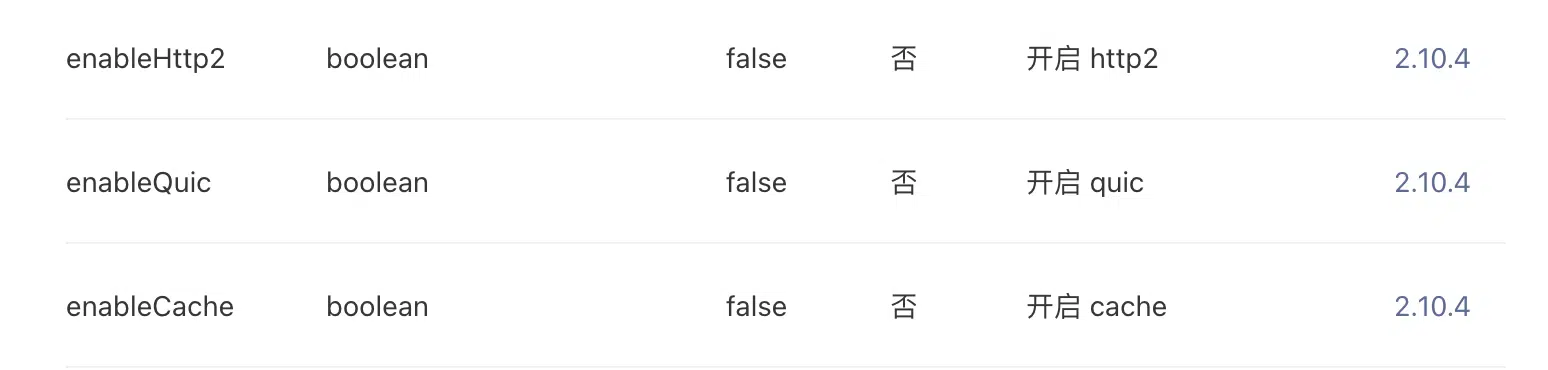 enableHttp2 boolean false 否 开启 http2 2.10.4
enableQuic boolean false 否 开启 quic 2.10.4
enableCache boolean false 否 开启 cache 2.10.4